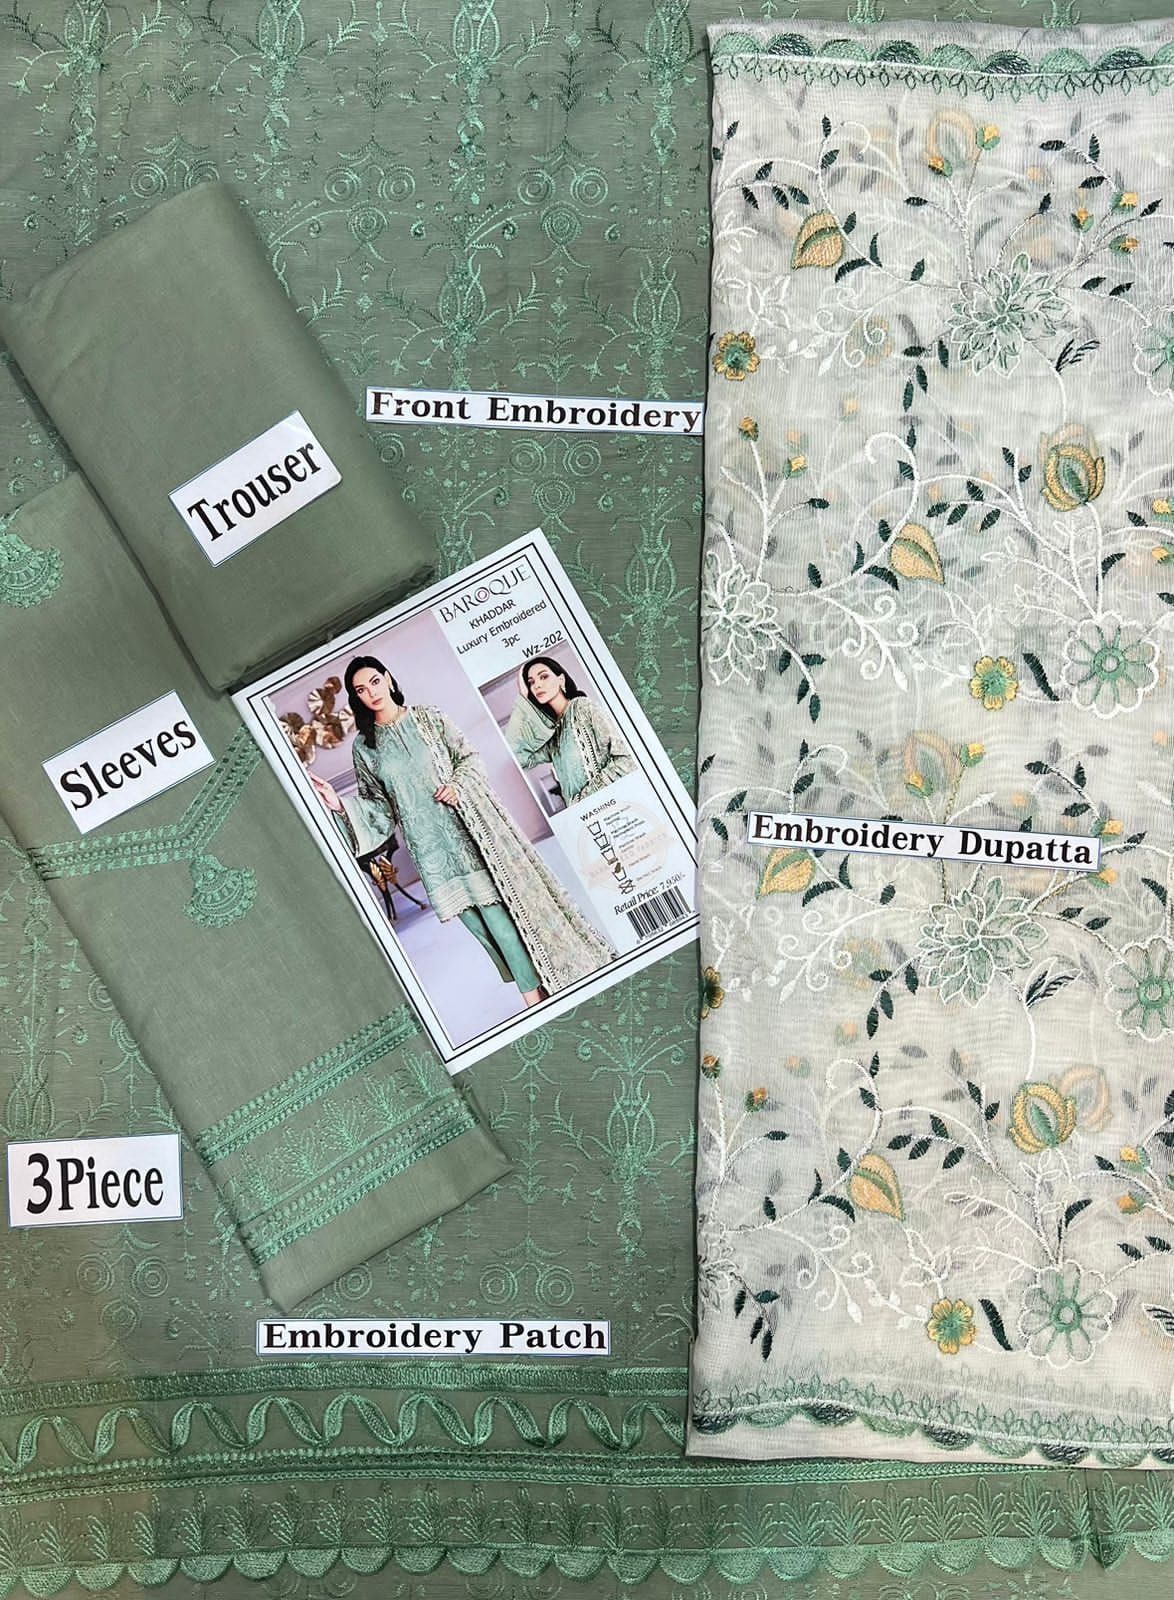 Front Embroidery
Trouser
BAROQUE
KHADDAR
Luxury Embroidered
3pc
Wz-202
Sleeves
WASHING
Retail Price: 7,950/-
Embroidery Dupatta
3Piece
Embroidery Patch